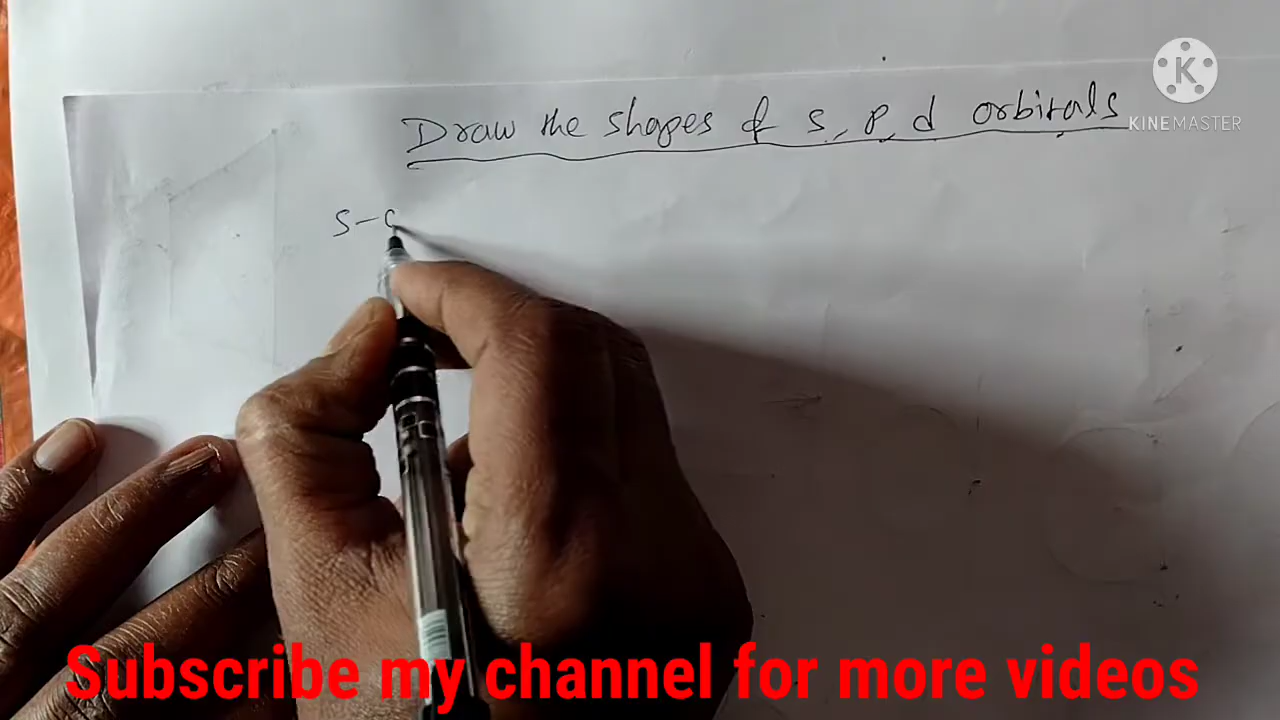 Draw the shapes of s, p, d orbitals
K
KINEMASTER
s-o
Subscribe my channel for more videos